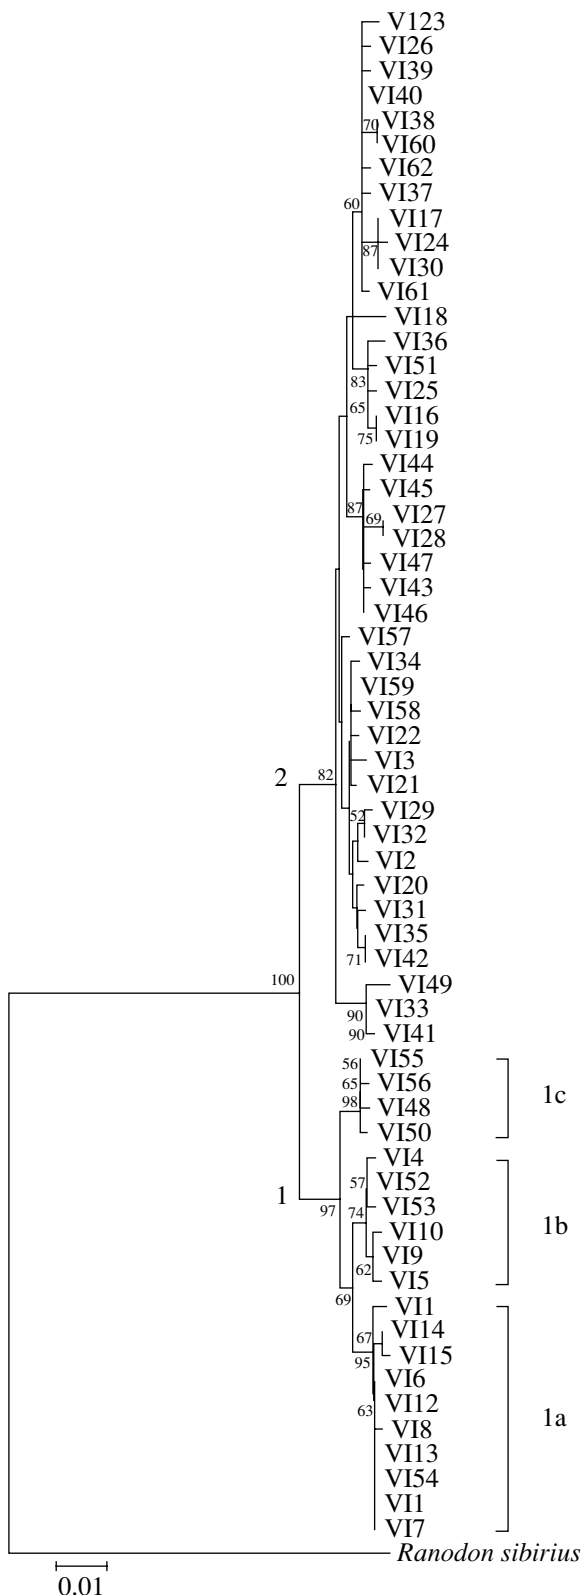 V123
VI26
VI39
VI40
70 VI38
VI60
VI62
VI37
60
VI17
VI24
87
VI30
VI61
VI18
VI36
VI51
83
VI25
65
VI16
75 VI19
VI44
VI45
87
VI27
69
VI28
VI47
VI43
VI46
VI57
VI34
VI59
VI58
VI22
VI3
2 82
VI21
VI29
52
VI32
VI2
VI20
VI31
VI35
71 VI42
100
VI49
VI33
90
90 VI41
56 VI55
65 VI56
1c
98 VI48
VI50
VI4
57 VI52
VI53
74
1 97
VI10
1b
VI9
62 VI5
69
VI1
67 VI14
VI15
95
VI6
63 VI12
1a
VI8
VI13
VI54
VI1
VI7
Ranodon sibirius
0.01